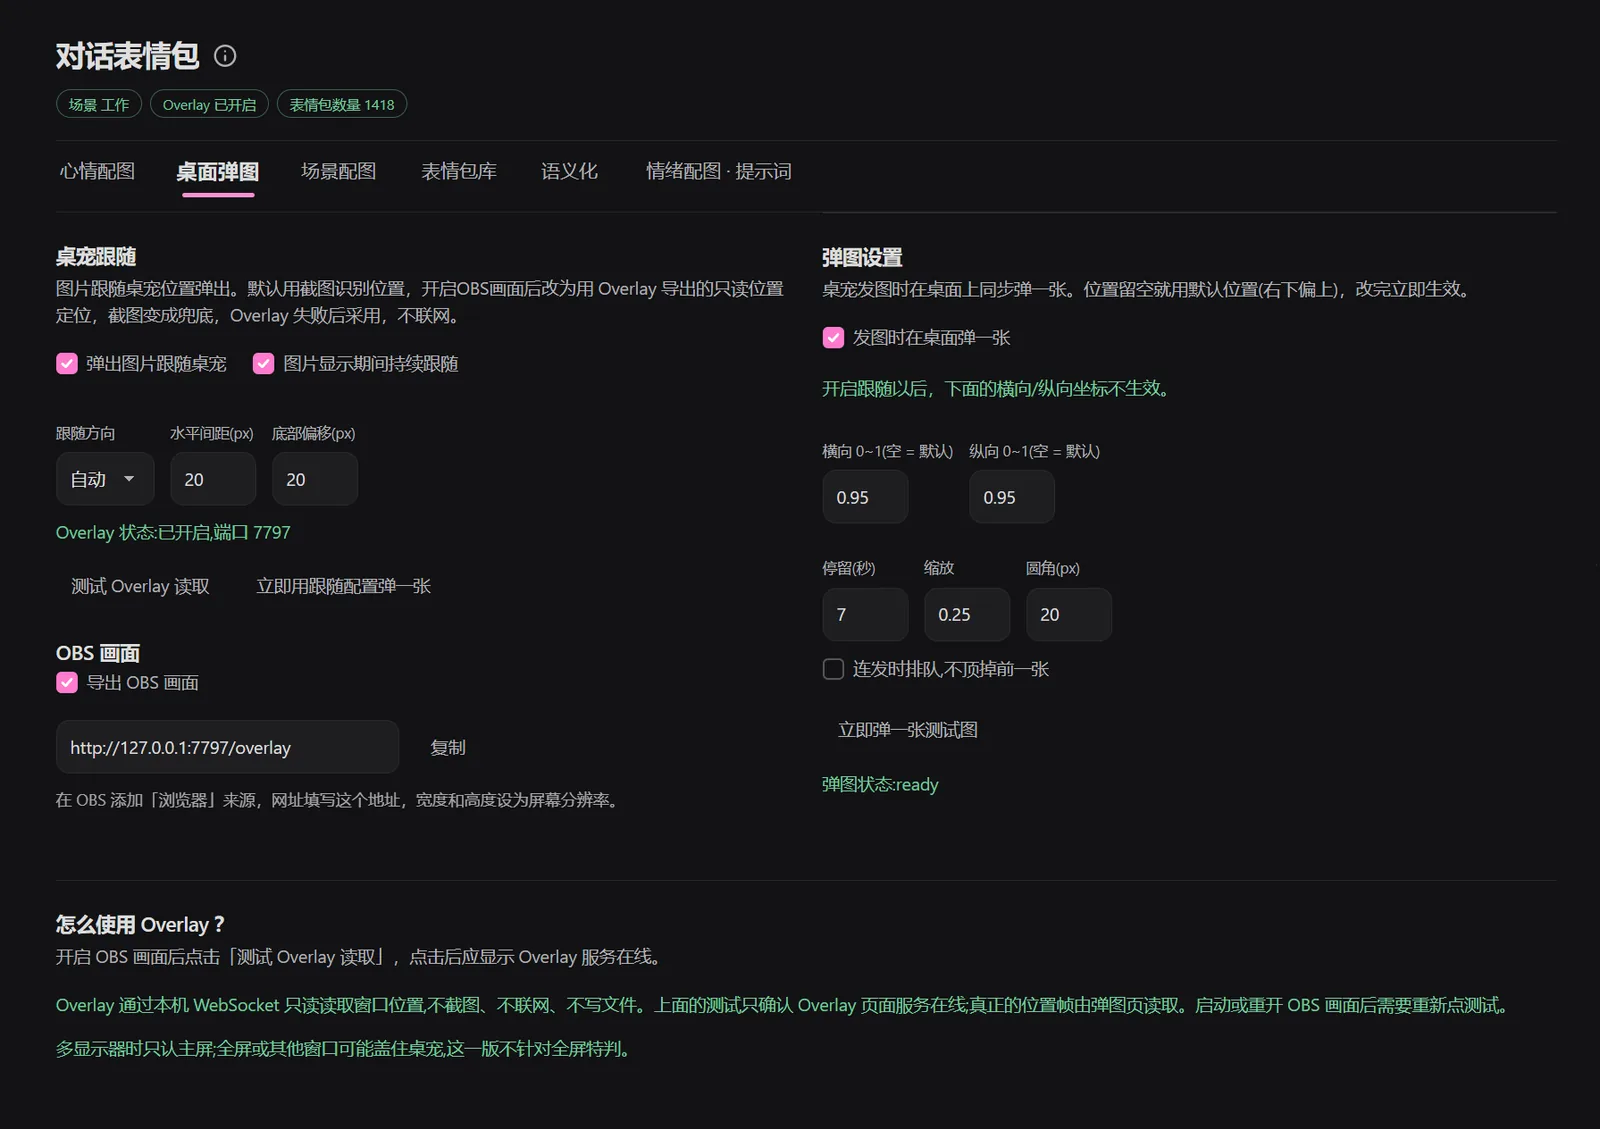 对话表情包
场景 工作
Overlay 已开启
表情包数量 1418
心情配图
桌面弹图
场景配图
表情包库
语义化
情绪配图 · 提示词
桌宠跟随
图片跟随桌宠位置弹出。默认用截图识别位置，开启OBS画面后改为用 Overlay 导出的只读位置
定位，截图变成兜底，Overlay 失败后采用，不联网。
弹出图片跟随桌宠
图片显示期间持续跟随
跟随方向
水平间距(px)
底部偏移(px)
自动
20
20
Overlay 状态:已开启,端口 7797
测试 Overlay 读取
立即用跟随配置弹一张
OBS 画面
导出 OBS 画面
http://127.0.0.1:7797/overlay
复制
在 OBS 添加「浏览器」来源，网址填写这个地址，宽度和高度设为屏幕分辨率。
弹图设置
桌宠发图时在桌面上同步弹一张。位置留空就用默认位置(右下偏上)，改完立即生效。
发图时在桌面弹一张
开启跟随以后，下面的横向/纵向坐标不生效。
横向 0~1(空 = 默认)
纵向 0~1(空 = 默认)
0.95
0.95
停留(秒)
缩放
圆角(px)
7
0.25
20
连发时排队,不顶掉前一张
立即弹一张测试图
弹图状态:ready
怎么使用 Overlay？
开启 OBS 画面后点击「测试 Overlay 读取」，点击后应显示 Overlay 服务在线。
Overlay 通过本机 WebSocket 只读读取窗口位置,不截图、不联网、不写文件。上面的测试只确认 Overlay 页面服务在线;真正的位置帧由弹图页读取。启动或重开 OBS 画面后需要重新点测试。
多显示器时只认主屏;全屏或其他窗口可能盖住桌宠,这一版不针对全屏特判。